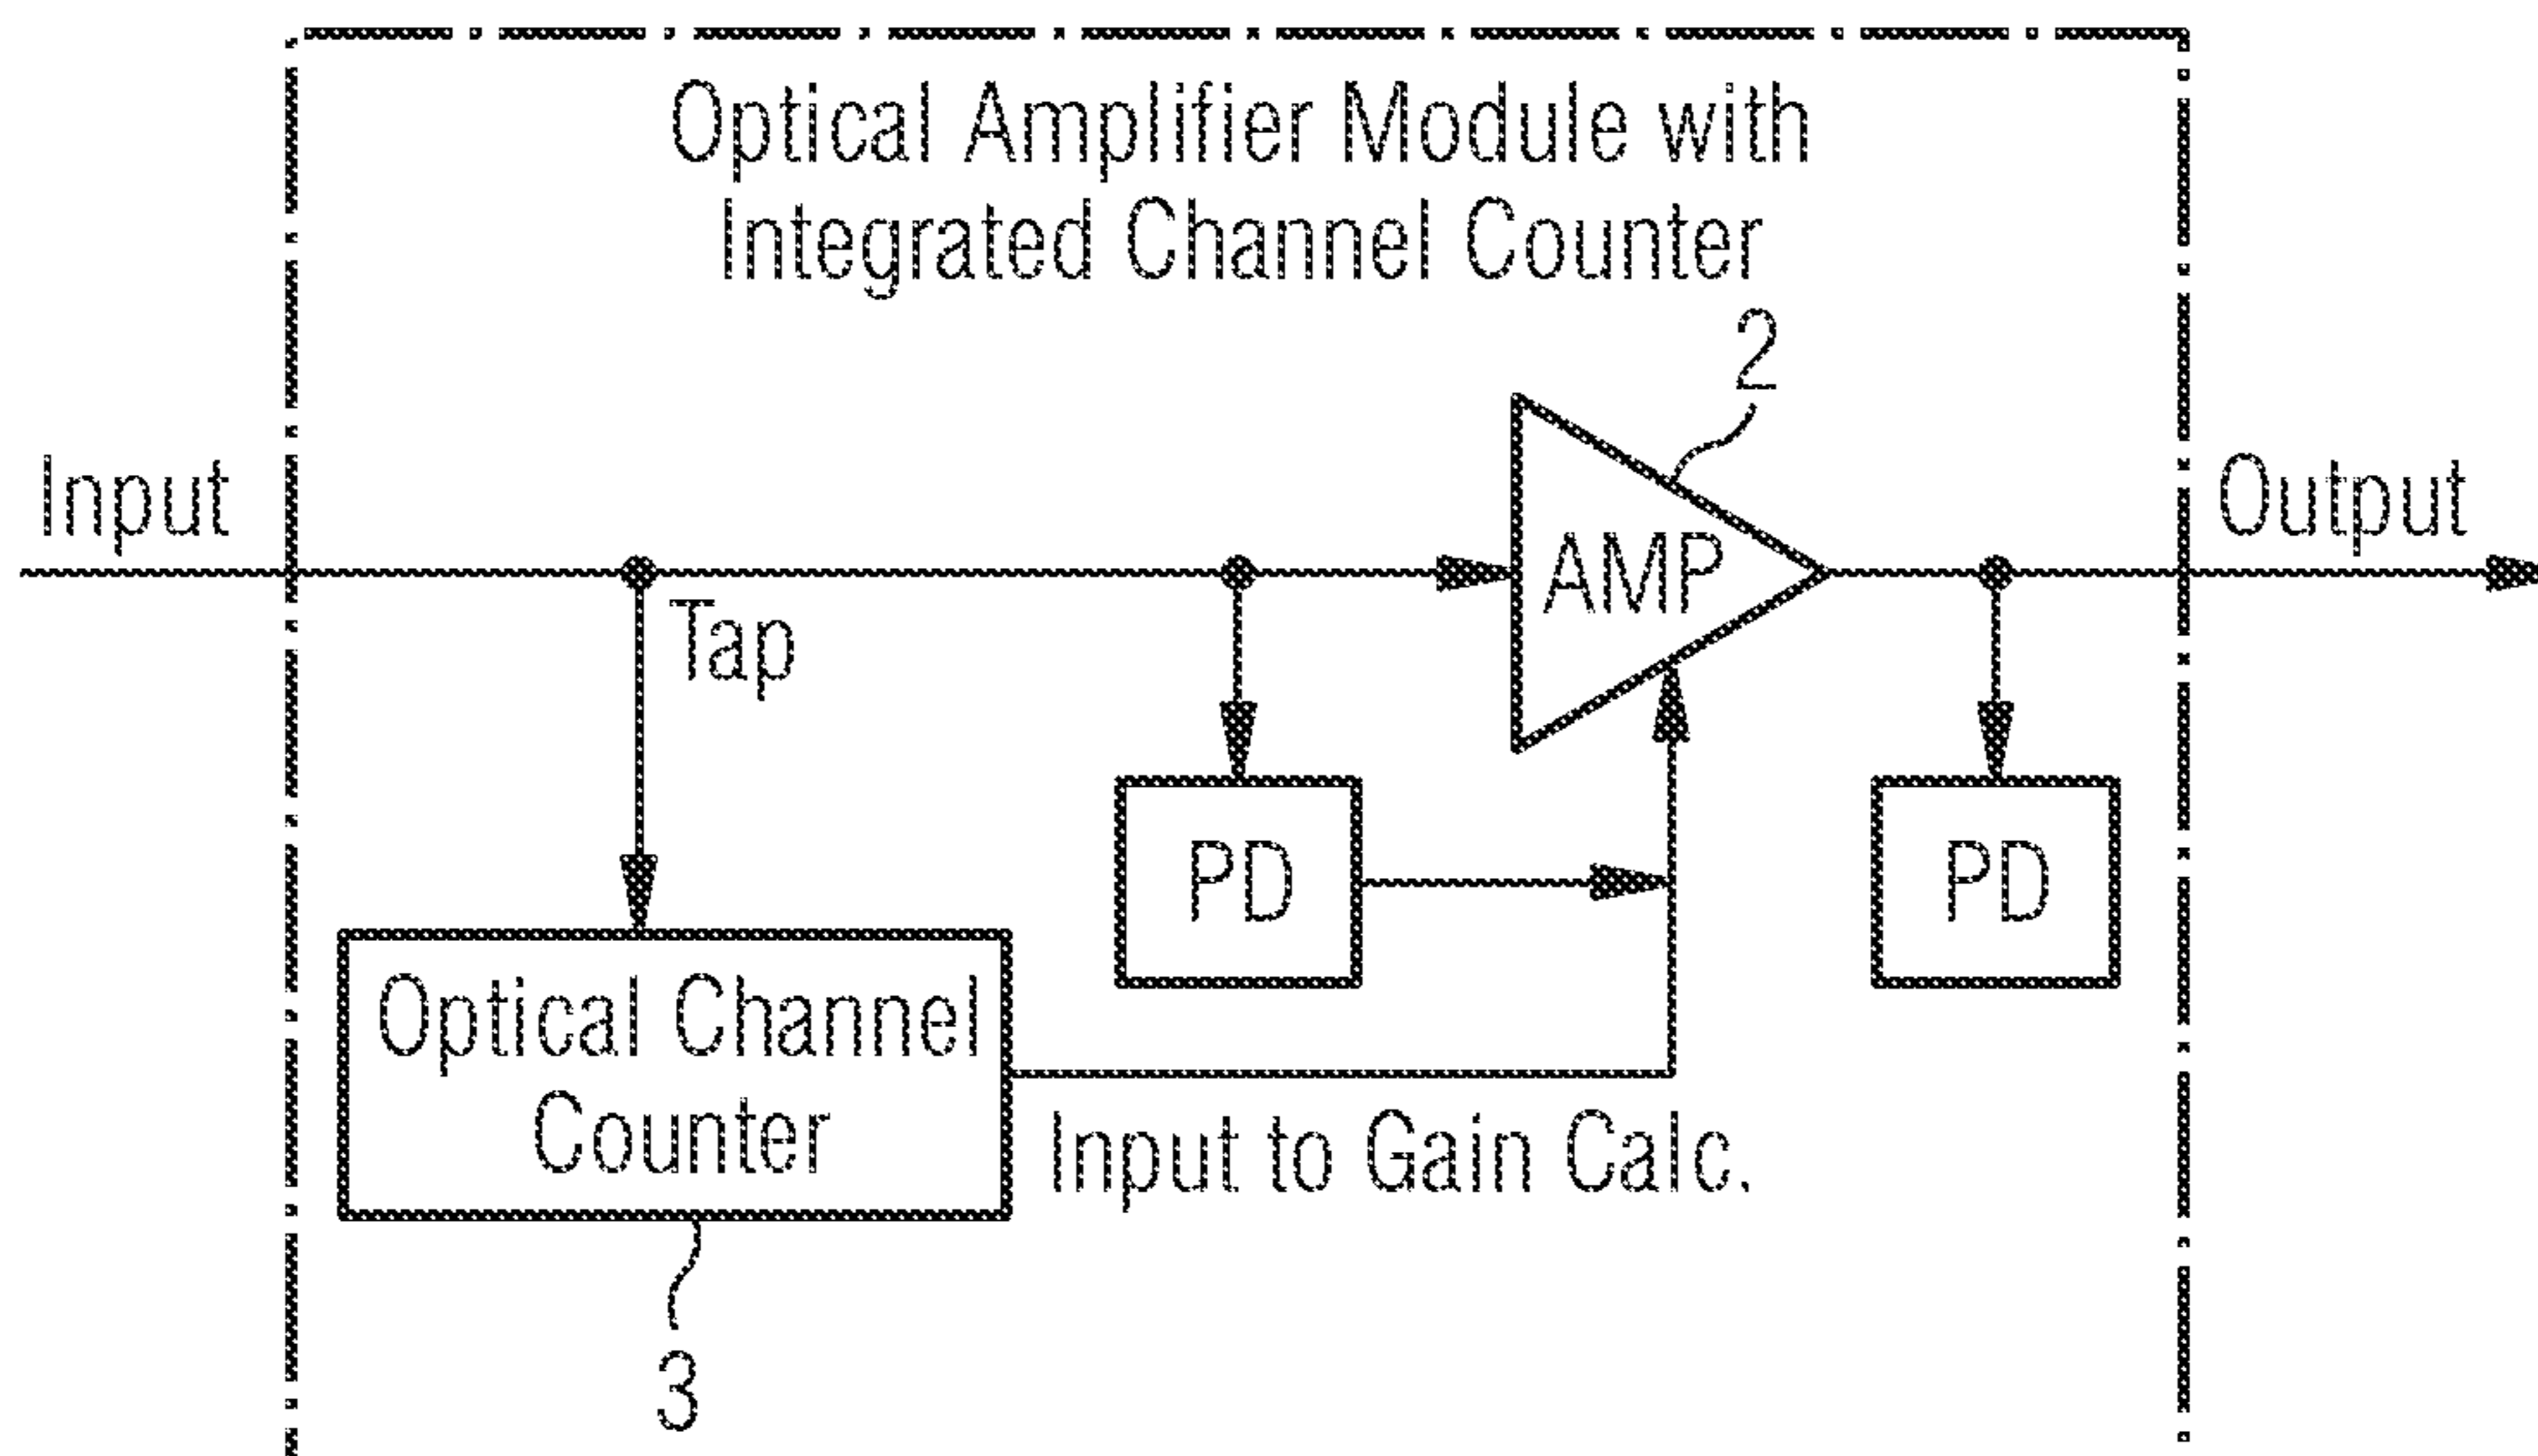 Optical Amplifier Module with
Integrated Channel Counter
2
Input
AMP
Output
Tap
PD
PD
Optical Channel
Counter
Input to Gain Calc.
3